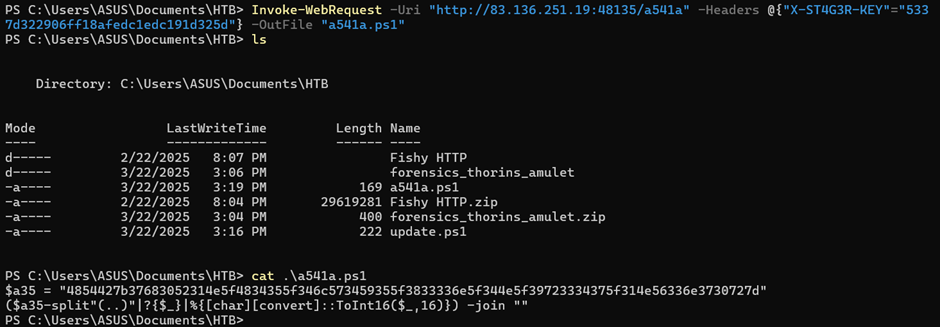 PS C:\Users\ASUS\Documents\HTB> Invoke-WebRequest -Uri "http://83.136.251.19:48135/a541a" -Headers @{"X-ST4G3R-KEY"="533
7d322906ff18afedc1edc191d325d"} -OutFile "a541a.ps1"
PS C:\Users\ASUS\Documents\HTB> ls
Directory: C:\Users\ASUS\Documents\HTB
Mode LastWriteTime Length Name
---- ------------- ------ ----
d----- 2/22/2025 8:07 PM Fishy HTTP
d----- 3/22/2025 3:06 PM forensics_thorins_amulet
-a---- 3/22/2025 3:19 PM 169 a541a.ps1
-a---- 2/22/2025 8:04 PM 29619281 Fishy HTTP.zip
-a---- 3/22/2025 3:04 PM 400 forensics_thorins_amulet.zip
-a---- 3/22/2025 3:16 PM 222 update.ps1
PS C:\Users\ASUS\Documents\HTB> cat .\a541a.ps1
$a35 = "4854427b37683052314e5f4834355f346c573459355f3833336e5f344e5f39723334375f314e56336e3730727d"
($a35-split"(..)"|?{$_}|%{[char][convert]::ToInt16($_,16)}) -join ""
PS C:\Users\ASUS\Documents\HTB>